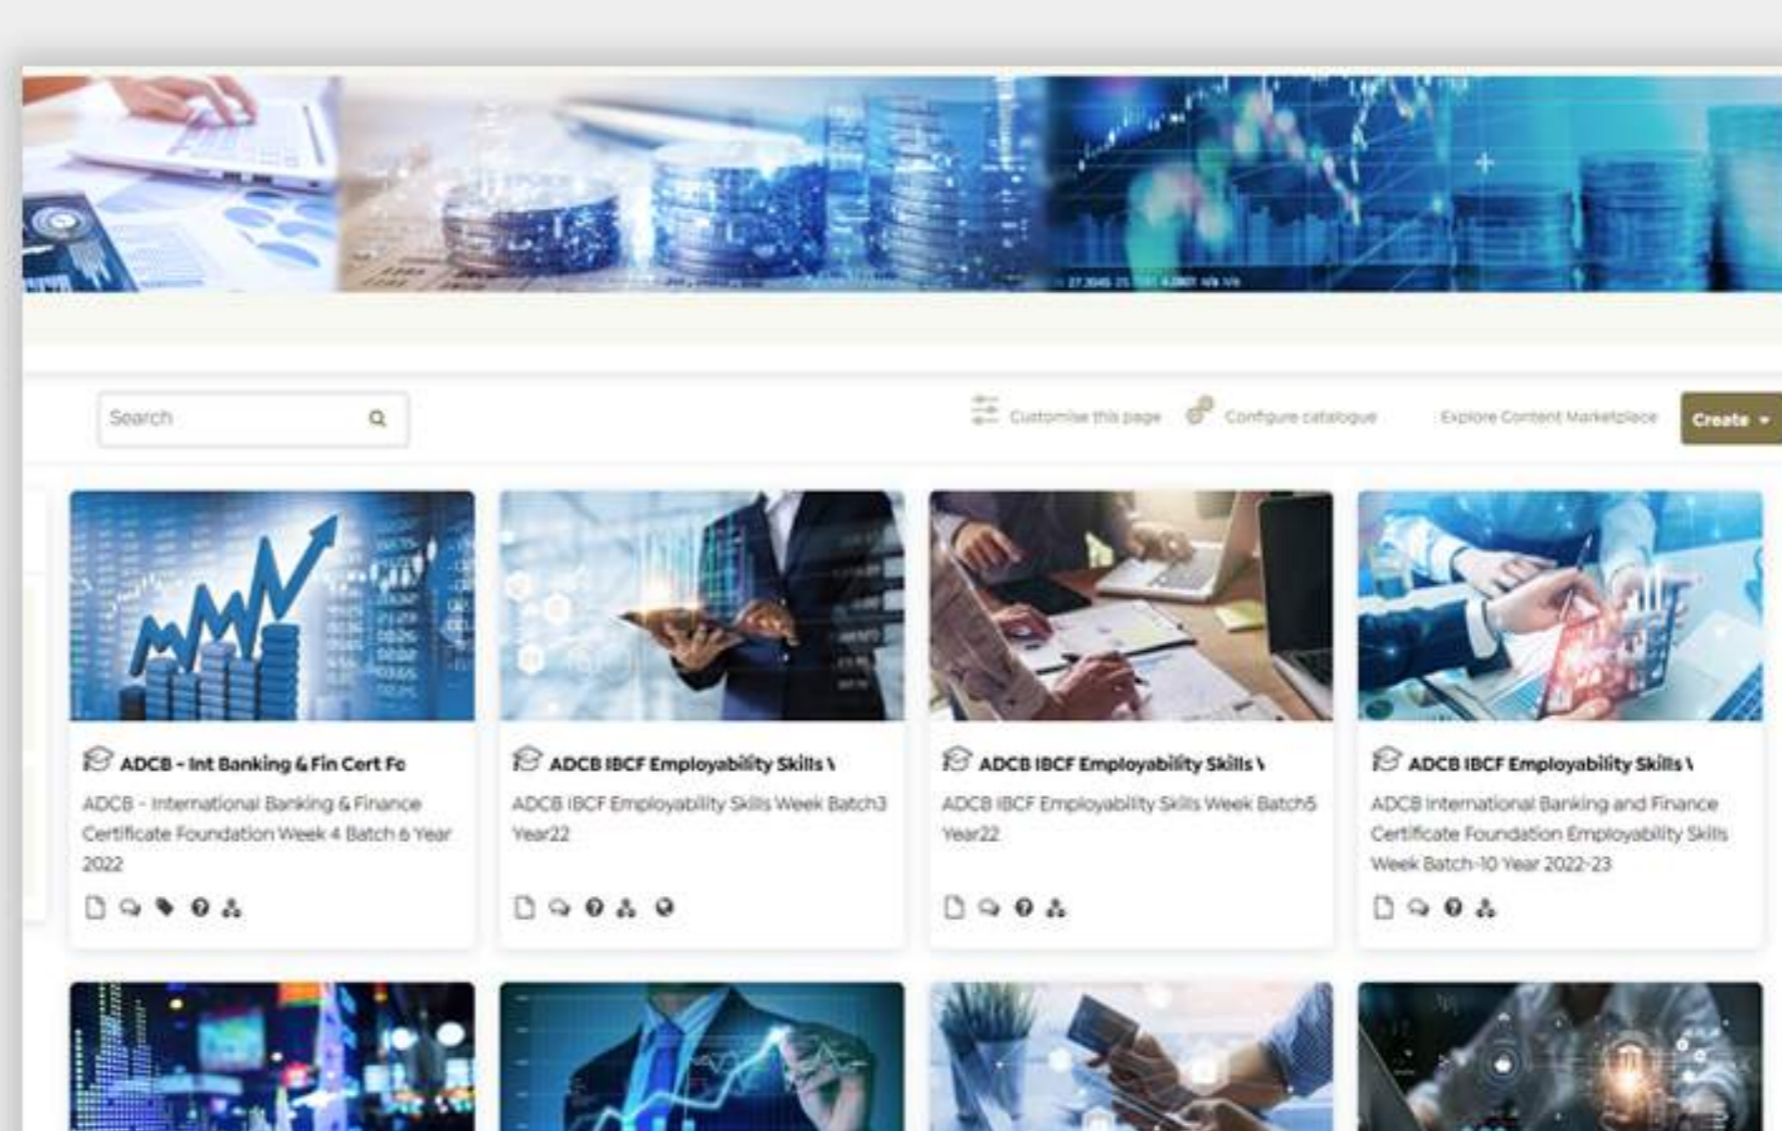 Search
Customise this page
Configure catalogue
Explore Content Marketplace
Create
ADCB - Int Banking & Fin Cert Fo
ADCB - International Banking & Finance
Certificate Foundation Week 4 Batch 6 Year
2022
ADCB IBCF Employability Skills
ADCB IBCF Employability Skills Week Batch3
Year22
ADCB IBCF Employability Skills
ADCB IBCF Employability Skills Week Batch5
Year22
ADCB IBCF Employability Skills
ADCB International Banking and Finance
Certificate Foundation Employability Skills
Week Batch-10 Year 2022-23